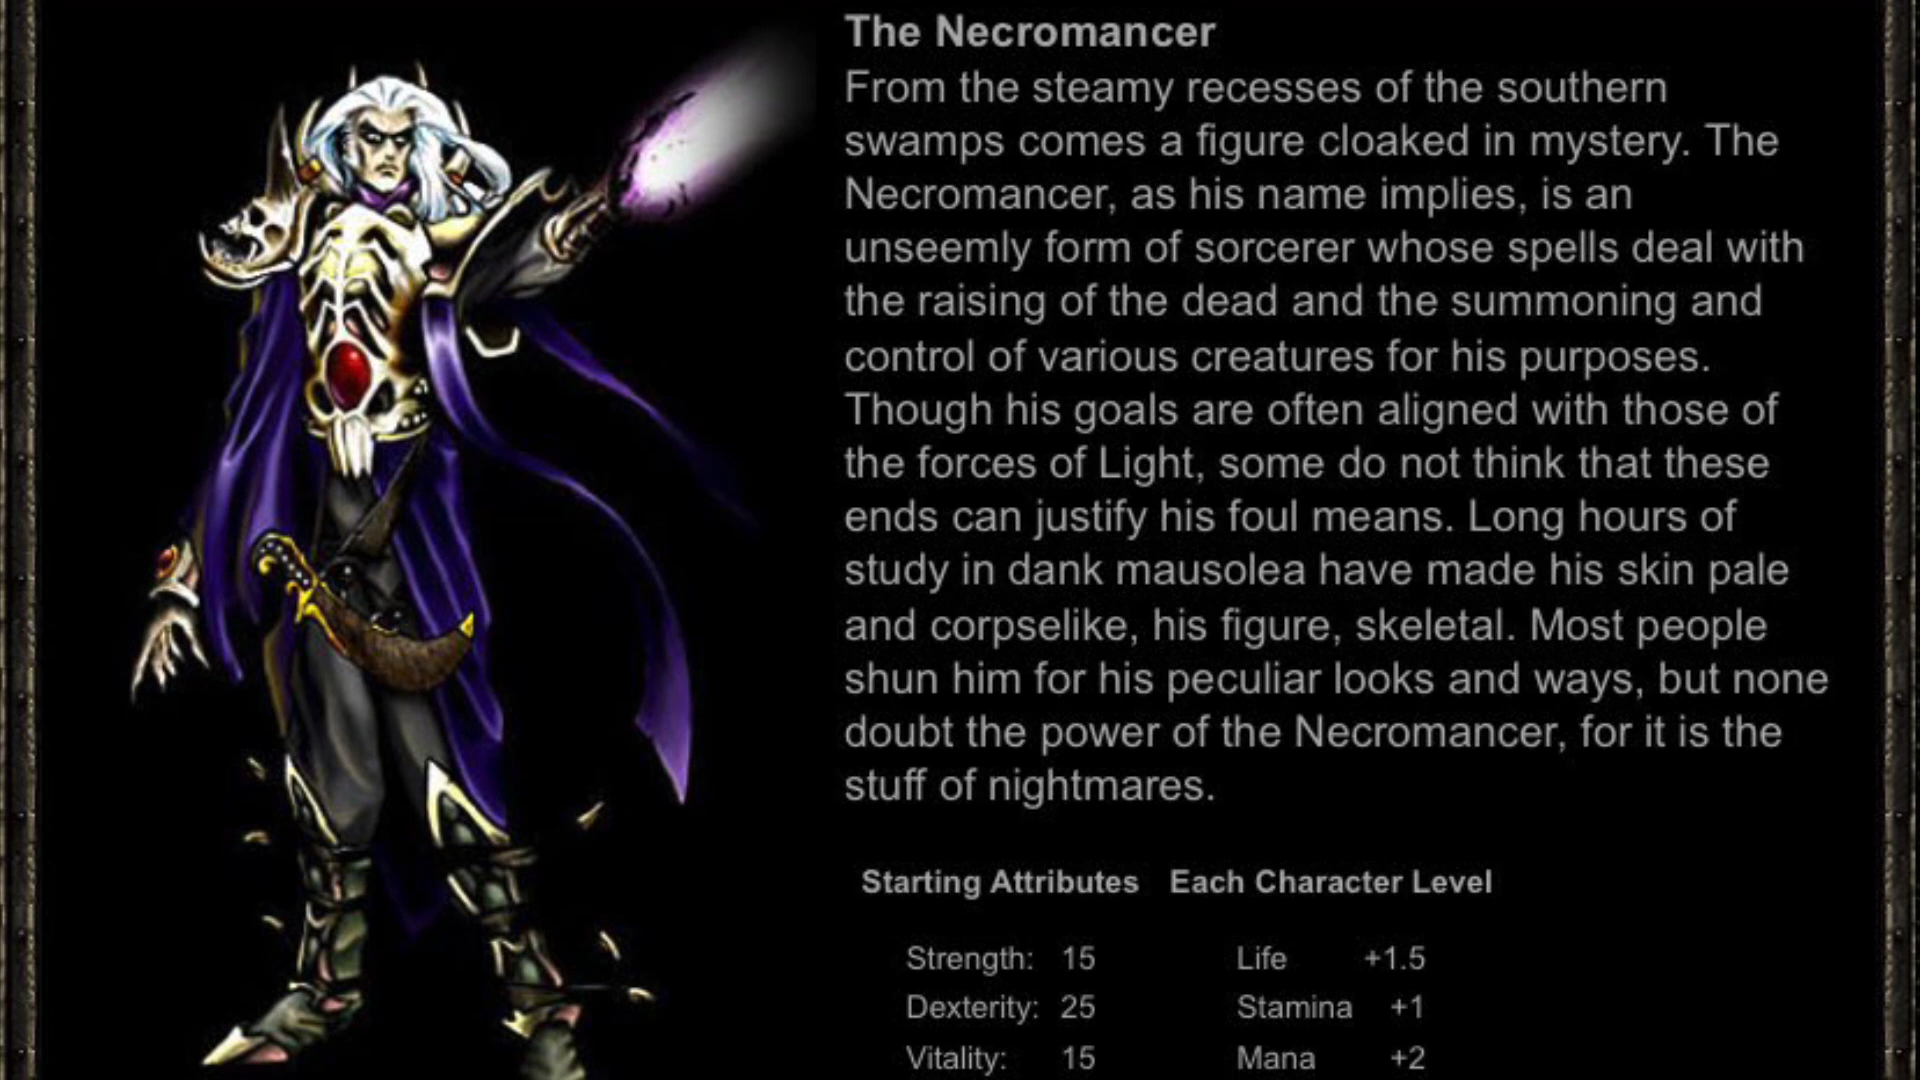 The Necromancer
From the steamy recesses of the southern
swamps comes a figure cloaked in mystery. The
Necromancer, as his name implies, is an
unseemly form of sorcerer whose spells deal with
the raising of the dead and the summoning and
control of various creatures for his purposes.
Though his goals are often aligned with those of
the forces of Light, some do not think that these
ends can justify his foul means. Long hours of
study in dank mausolea have made his skin pale
and corpselike, his figure, skeletal. Most people
shun him for his peculiar looks and ways, but none
doubt the power of the Necromancer, for it is the
stuff of nightmares.
Starting Attributes Each Character Level
Strength: 15 Life +1.5
Dexterity: 25 Stamina +1
Vitality: 15 Mana +2